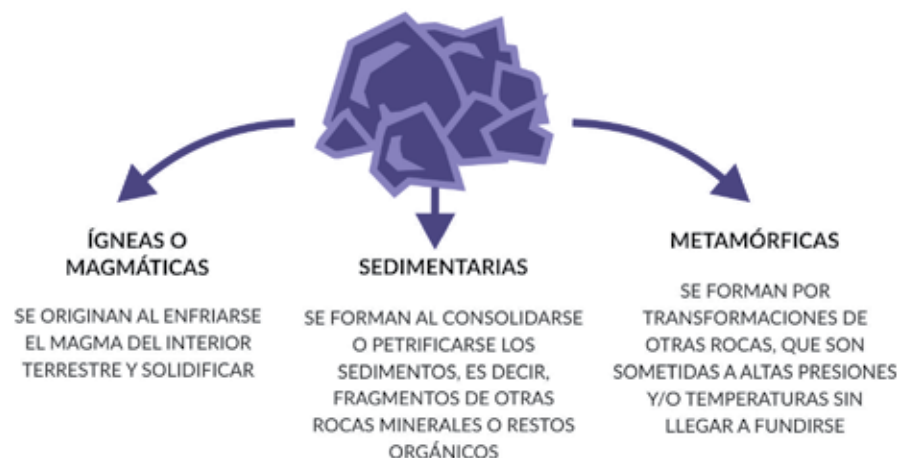 ÍGNEAS O
MAGMÁTICAS
SE ORIGINAN AL ENFRIARSE
EL MAGMA DEL INTERIOR
TERRESTRE Y SOLIDIFICAR
SEDIMENTARIAS
SE FORMAN AL CONSOLIDARSE
O PETRIFICARSE LOS
SEDIMENTOS, ES DECIR,
FRAGMENTOS DE OTRAS
ROCAS MINERALES O RESTOS
ORGÁNICOS
METAMÓRFICAS
SE FORMAN POR
TRANSFORMACIONES DE
OTRAS ROCAS, QUE SON
SOMETIDAS A ALTAS PRESIONES
Y/O TEMPERATURAS SIN
LLEGAR A FUNDIRSE